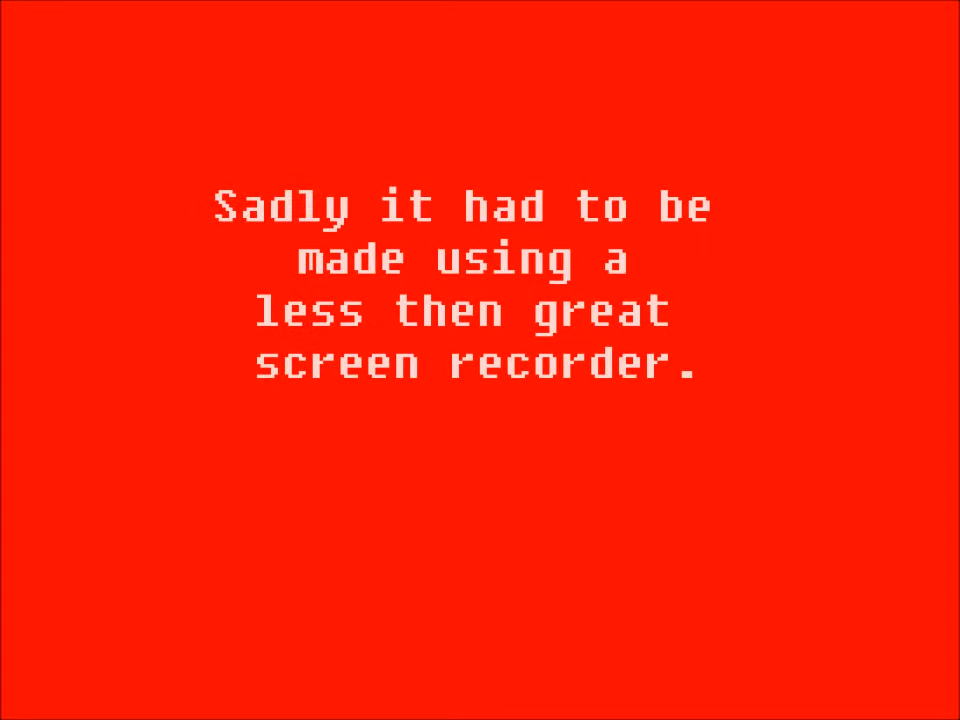 Sadly it had to be
made using a
less then great
screen recorder.